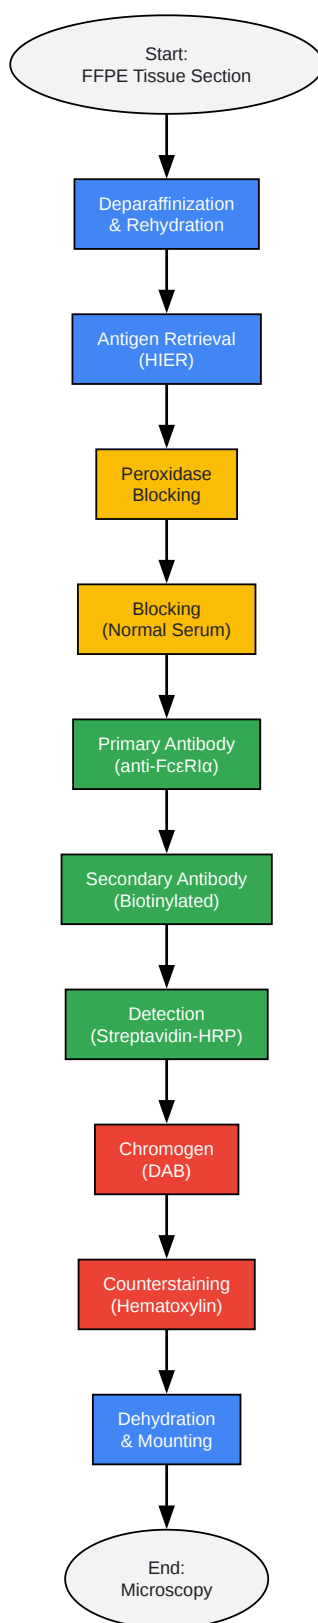 Start:
FFPE Tissue Section
Deparaffinization
& Rehydration
Antigen Retrieval
(HIER)
Peroxidase
Blocking
Blocking
(Normal Serum)
Primary Antibody
(anti-FcεRIα)
Secondary Antibody
(Biotinylated)
Detection
(Streptavidin-HRP)
Chromogen
(DAB)
Counterstaining
(Hematoxylin)
Dehydration
& Mounting
End:
Microscopy